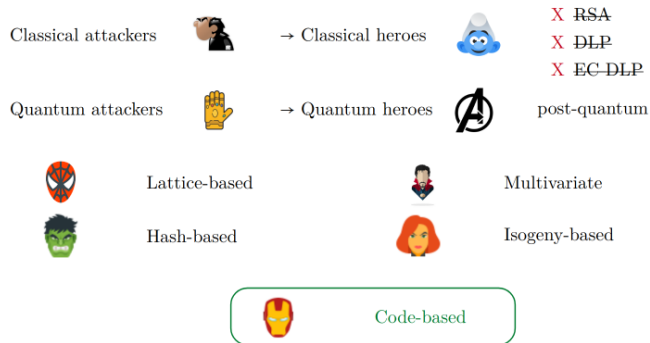 Classical attackers → Classical heroes
X RSA
X DLP
X EC DLP
Quantum attackers → Quantum heroes post-quantum
Lattice-based Multivariate
Hash-based Isogeny-based
Code-based